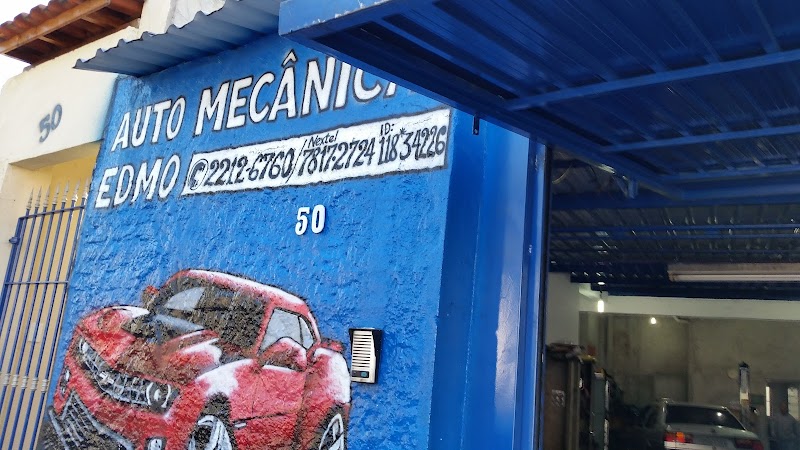 50
AUTO MECÂNICA
EDMO 2212-6760/ Nextel 7817-2724 ID: 118*34226
50